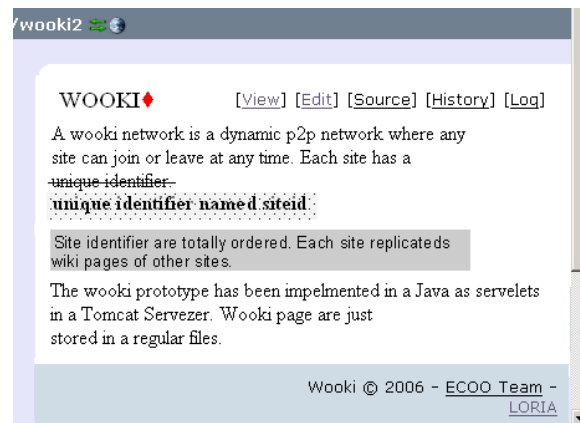 /wooki2
WOOKI [View] [Edit] [Source] [History] [Log]
A wooki network is a dynamic p2p network where any
site can join or leave at any time. Each site has a
unique identifier.
unique identifier named siteid.
Site identifier are totally ordered. Each site replicateds
wiki pages of other sites.
The wooki prototype has been impelmented in a Java as servelets
in a Tomcat Servezer. Wooki page are just
stored in a regular files.
Wooki © 2006 - ECOO Team -
LORIA